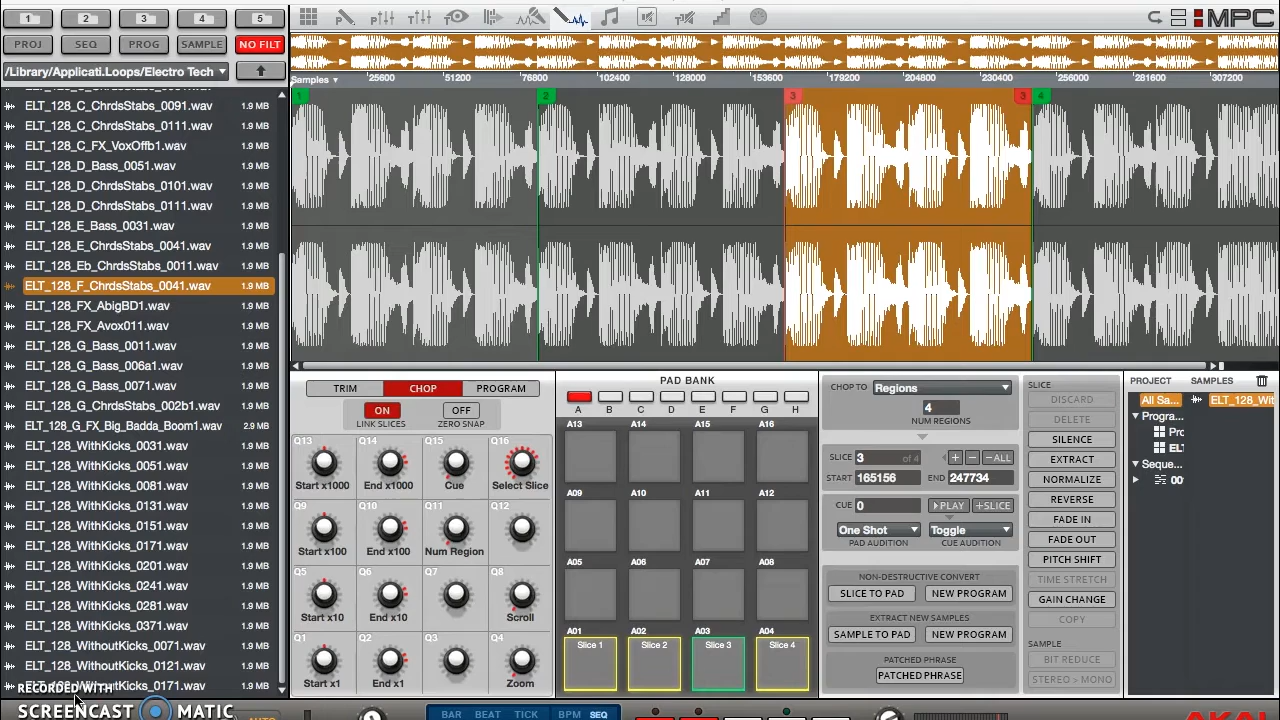 1 2 3 4 5
PROJ SEQ PROG SAMPLE NO FILT
/Library/Applicati.Loops/Electro Tech
ELT_128_C_ChrdsStabs_0091.wav 1.9 MB
ELT_128_C_ChrdsStabs_0111.wav 1.9 MB
ELT_128_C_FX_VoxOffb1.wav 1.9 MB
ELT_128_D_Bass_0051.wav 1.9 MB
ELT_128_D_ChrdsStabs_0101.wav 1.9 MB
ELT_128_D_ChrdsStabs_0111.wav 1.9 MB
ELT_128_E_Bass_0031.wav 1.9 MB
ELT_128_E_ChrdsStabs_0041.wav 1.9 MB
ELT_128_Eb_ChrdsStabs_0011.wav 1.9 MB
ELT_128_F_ChrdsStabs_0041.wav 1.9 MB
ELT_128_FX_AbigBD1.wav 1.9 MB
ELT_128_FX_Avox011.wav 1.9 MB
ELT_128_G_Bass_0011.wav 1.9 MB
ELT_128_G_Bass_006a1.wav 1.9 MB
ELT_128_G_Bass_0071.wav 1.9 MB
ELT_128_G_ChrdsStabs_002b1.wav 1.9 MB
ELT_128_G_FX_Big_Badda_Boom1.wav 2.9 MB
ELT_128_WithKicks_0031.wav 1.9 MB
ELT_128_WithKicks_0051.wav 1.9 MB
ELT_128_WithKicks_0081.wav 1.9 MB
ELT_128_WithKicks_0131.wav 1.9 MB
ELT_128_WithKicks_0151.wav 1.9 MB
ELT_128_WithKicks_0171.wav 1.9 MB
ELT_128_WithKicks_0201.wav 1.9 MB
ELT_128_WithKicks_0241.wav 1.9 MB
ELT_128_WithKicks_0281.wav 1.9 MB
ELT_128_WithKicks_0371.wav 1.9 MB
ELT_128_WithoutKicks_0071.wav 1.9 MB
ELT_128_WithoutKicks_0121.wav 1.9 MB
ELT_128_WithoutKicks_0171.wav 1.9 MB
RECORDED WITH
SCREENCAST MATIC
MPC
Samples 25600 51200 76800 102400 128000 153600 179200 204800 230400 256000 281600 307200
1 2 3 3 4
TRIM CHOP PROGRAM
ON OFF
LINK SLICES ZERO SNAP
Q13 Q14 Q15 Q16
Start x1000 End x1000 Cue Select Slice
Q9 Q10 Q11 Q12
Start x100 End x100 Num Region
Q5 Q6 Q7 Q8
Start x10 End x10 Scroll
Q1 Q2 Q3 Q4
Start x1 End x1 Zoom
PAD BANK
A B C D E F G H
A13 A14 A15 A16
A09 A10 A11 A12
A05 A06 A07 A08
A01 A02 A03 A04
Slice 1 Slice 2 Slice 3 Slice 4
CHOP TO Regions
4
NUM REGIONS
SLICE 3 of 4 + − −ALL
START 165156 END 247734
CUE 0 PLAY +SLICE
One Shot Toggle
PAD AUDITION CUE AUDITION
NON-DESTRUCTIVE CONVERT
SLICE TO PAD NEW PROGRAM
EXTRACT NEW SAMPLES
SAMPLE TO PAD NEW PROGRAM
PATCHED PHRASE
PATCHED PHRASE
SLICE
DISCARD
DELETE
SILENCE
EXTRACT
NORMALIZE
REVERSE
FADE IN
FADE OUT
PITCH SHIFT
TIME STRETCH
GAIN CHANGE
COPY
SAMPLE
BIT REDUCE
STEREO > MONO
PROJECT SAMPLES
All Sa... ELT_128_Wit
Progra...
Prc
ELT
Seque...
00
BAR BEAT TICK BPM SEQ
AKAI